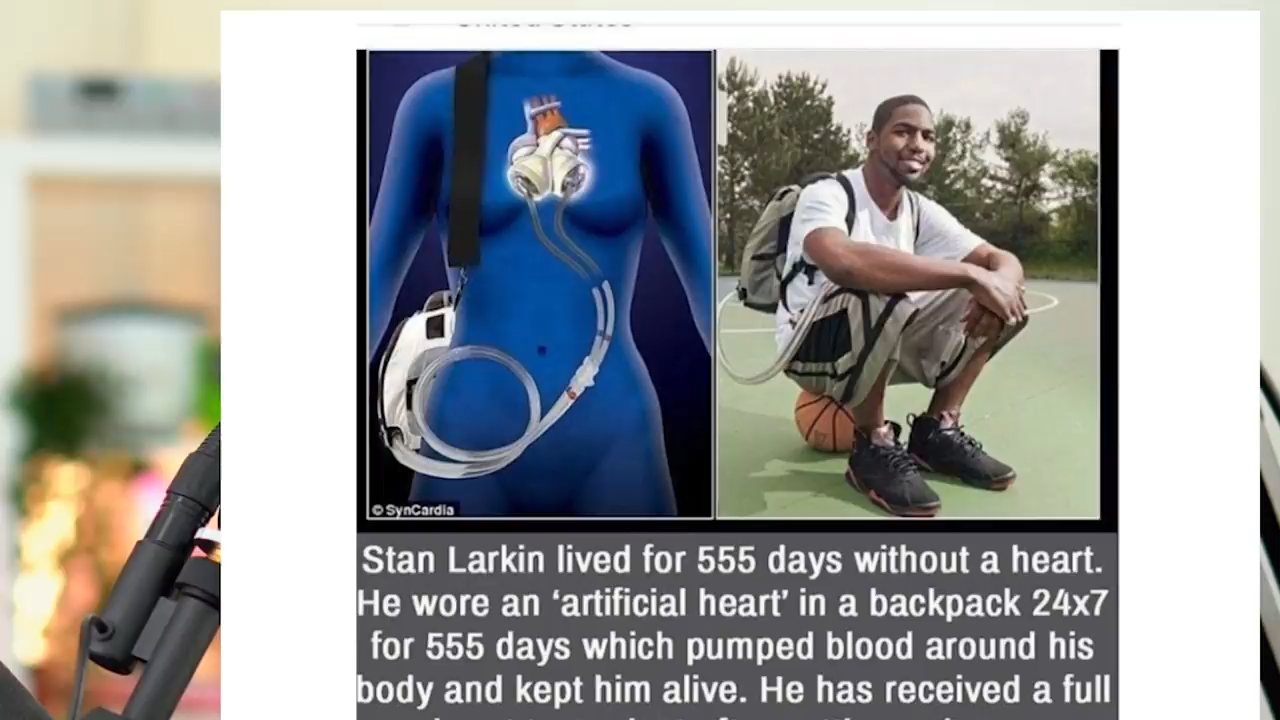 © SynCardia
Stan Larkin lived for 555 days without a heart.
He wore an ‘artificial heart’ in a backpack 24x7
for 555 days which pumped blood around his
body and kept him alive. He has received a full